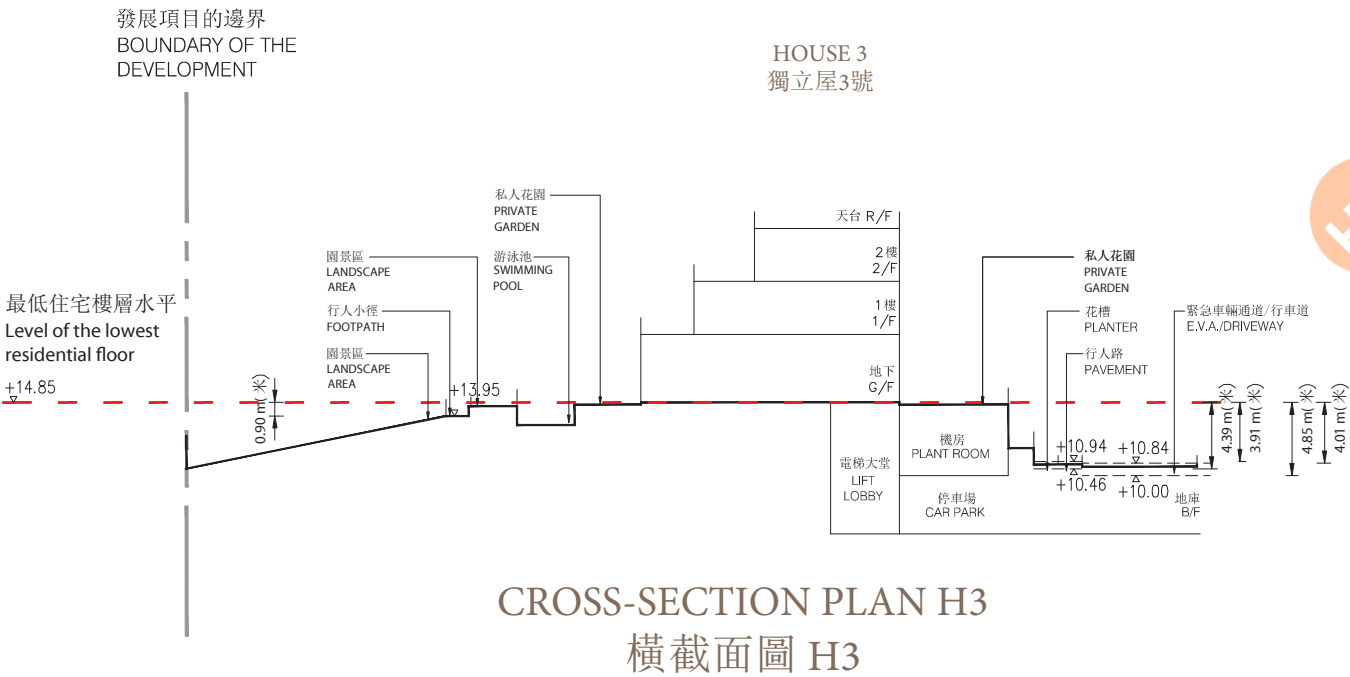 發展項目的邊界
BOUNDARY OF THE
DEVELOPMENT
HOUSE 3
獨立屋3號
私人花園
PRIVATE
GARDEN
天台 R/F
園景區
LANDSCAPE
AREA
游泳池
SWIMMING
POOL
2樓
2/F
私人花園
PRIVATE
GARDEN
最低住宅樓層水平
Level of the lowest
residential floor
行人小徑
FOOTPATH
1樓
1/F
花槽
PLANTER
緊急車輛通道/行車道
E.V.A./DRIVEWAY
園景區
LANDSCAPE
AREA
地下
G/F
行人路
PAVEMENT
+14.85
0.90 m(米)
+13.95
4.39 m(米)
3.91 m(米)
4.85 m(米)
4.01 m(米)
電梯大堂
LIFT
LOBBY
機房
PLANT ROOM
+10.94
+10.84
+10.46
+10.00
停車場
CAR PARK
地庫
B/F
CROSS-SECTION PLAN H3
橫截面圖 H3